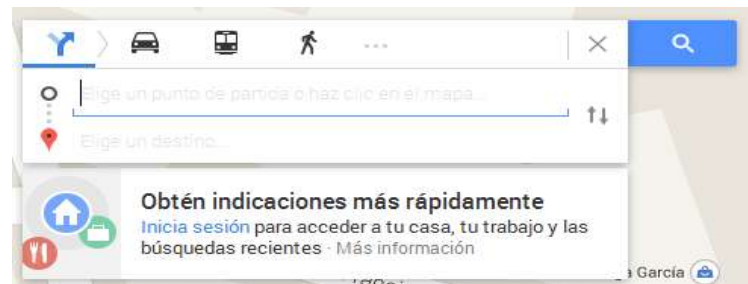 Elige un punto de partida o haz clic en el mapa...
Elige un destino...
Obtén indicaciones más rápidamente
Inicia sesión para acceder a tu casa, tu trabajo y las
búsquedas recientes · Más información
García